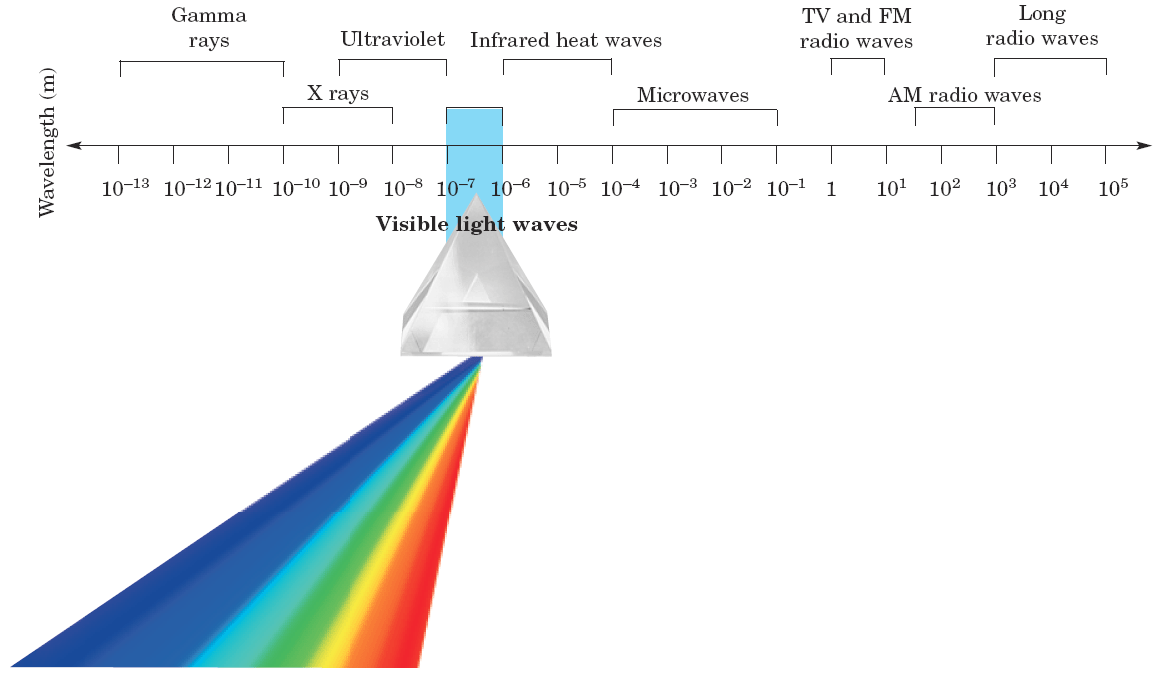 Gamma
rays
Ultraviolet
Infrared heat waves
TV and FM
radio waves
Long
radio waves
X rays
Microwaves
AM radio waves
Wavelength (m)
10–13 10–12 10–11 10–10 10–9 10–8 10–7 10–6 10–5 10–4 10–3 10–2 10–1 1 10¹ 10² 10³ 10⁴ 10⁵
Visible light waves